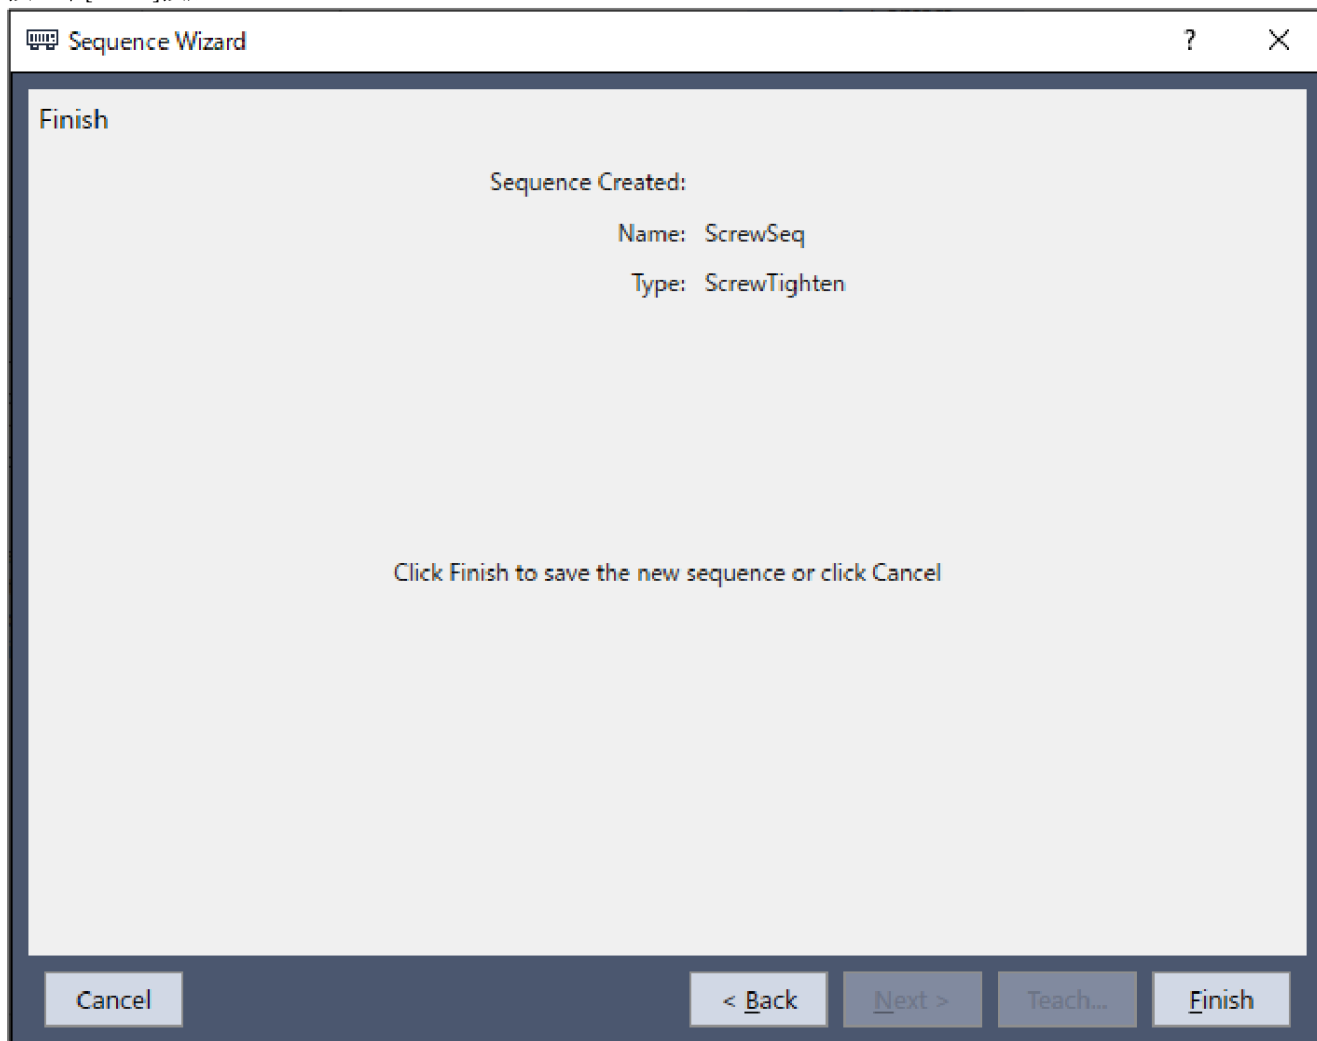 Sequence Wizard
?
Finish
Sequence Created:
Name: ScrewSeq
Type: ScrewTighten
Click Finish to save the new sequence or click Cancel
Cancel
< Back
Next >
Teach...
Finish